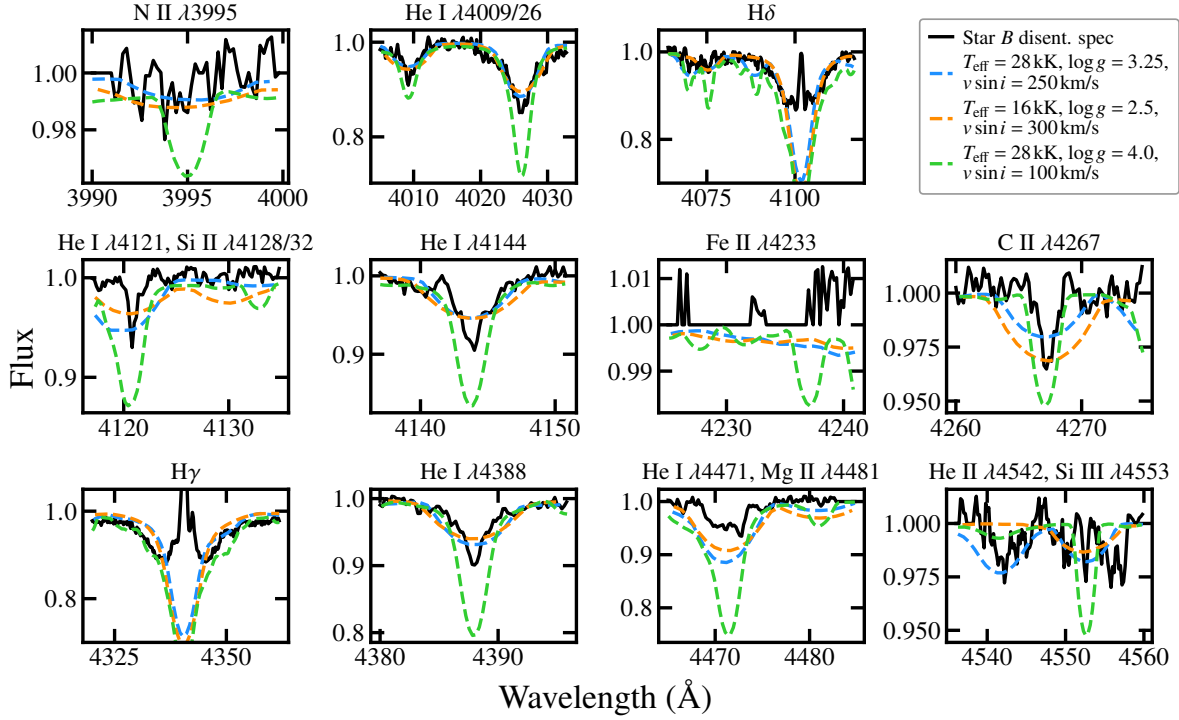 N II λ3995
He I λ4009/26
Hδ
Star B disent. spec
T_eff = 28kK, log g = 3.25,
v sin i = 250 km/s
T_eff = 16kK, log g = 2.5,
v sin i = 300 km/s
T_eff = 28kK, log g = 4.0,
v sin i = 100 km/s
1.00
0.98
3990 3995 4000
1.0
0.9
0.8
0.7
4010 4020 4030
1.0
0.8
4075 4100
He I λ4121, Si II λ4128/32
He I λ4144
Fe II λ4233
C II λ4267
1.0
0.9
4120 4130
1.0
0.9
4140 4150
1.01
1.00
0.99
4230 4240
1.000
0.975
0.950
4260 4270
Flux
Hγ
He I λ4388
He I λ4471, Mg II λ4481
He II λ4542, Si III λ4553
1.0
0.8
4325 4350
1.0
0.9
0.8
4380 4390
1.0
0.9
0.8
4470 4480
1.000
0.975
0.950
4540 4550 4560
Wavelength (Å)